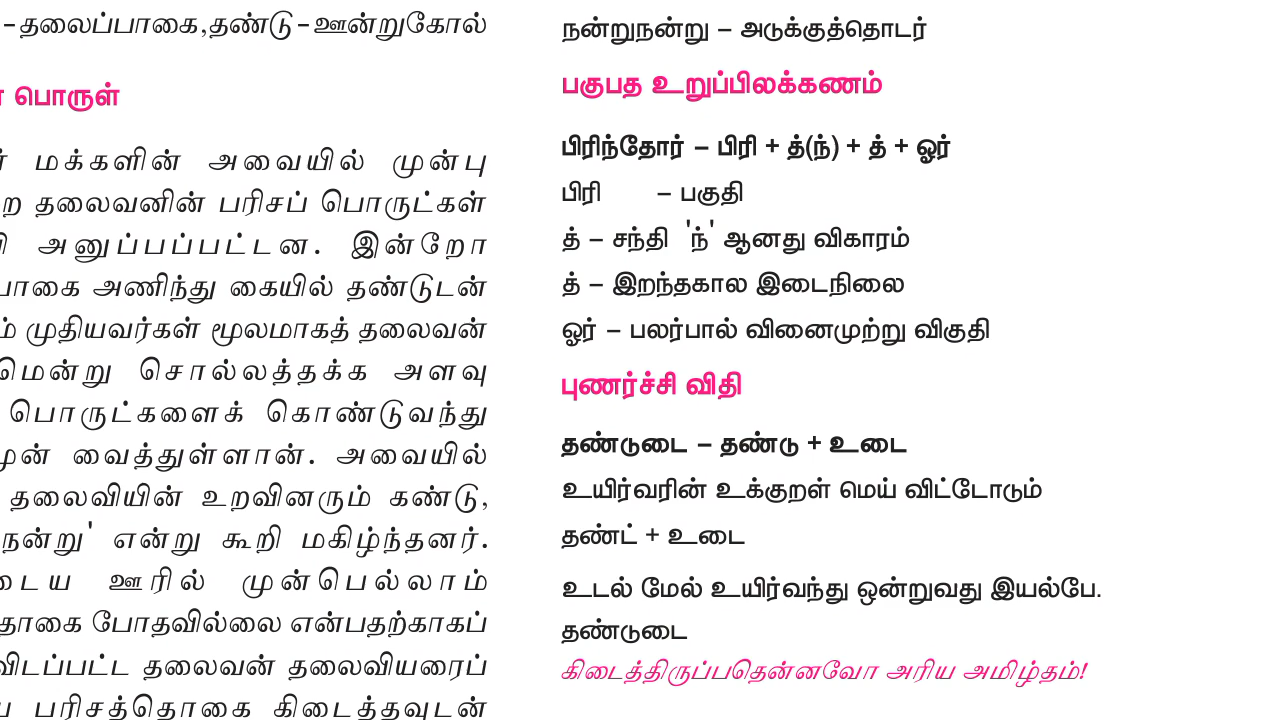 -தலைப்பாகை,தண்டு-ஊன்றுகோல்
பொருள்
மக்களின் அவையில் முன்பு
தலைவனின் பரிசப் பொருட்கள்
அனுப்பப்பட்டன. இன்றோ
அணிந்து கையில் தண்டுடன்
முதியவர்கள் மூலமாகத் தலைவன்
சொல்லத்தக்க அளவு
பொருட்களைக் கொண்டுவந்து
வைத்துள்ளான். அவையில்
தலைவியின் உறவினரும் கண்டு,
நன்று' என்று கூறி மகிழ்ந்தனர்.
ஊரில் முன்பெல்லாம்
போதவில்லை என்பதற்காகப்
தலைவன் தலைவியரைப்
பரிசத்தொகை கிடைத்தவுடன்
நன்றுநன்று – அடுக்குத்தொடர்
பகுபத உறுப்பிலக்கணம்
பிரிந்தோர் – பிரி + த்(ந்) + த் + ஓர்
பிரி – பகுதி
த் – சந்தி 'ந்' ஆனது விகாரம்
த் – இறந்தகால இடைநிலை
ஓர் – பலர்பால் வினைமுற்று விகுதி
புணர்ச்சி விதி
தண்டுடை – தண்டு + உடை
உயிர்வரின் உக்குறள் மெய் விட்டோடும்
தண்ட் + உடை
உடல் மேல் உயிர்வந்து ஒன்றுவது இயல்பே.
தண்டுடை
கிடைத்திருப்பதென்னவோ அரிய அமிழ்தம்!